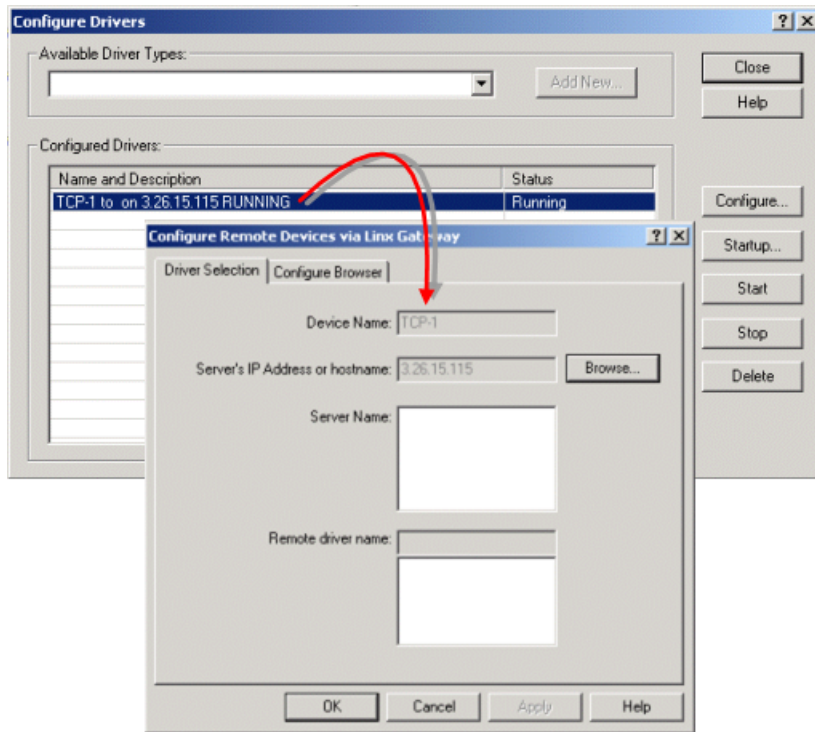 Configure Drivers
Available Driver Types:
Add New...
Close
Help
Configured Drivers:
Name and Description Status
TCP-1 to on 3.26.15.115 RUNNING Running
Configure...
Startup...
Start
Stop
Delete
Configure Remote Devices via Linx Gateway
Driver Selection Configure Browser
Device Name: TCP-1
Server's IP Address or hostname: 3.26.15.115 Browse...
Server Name:
Remote driver name:
OK Cancel Apply Help